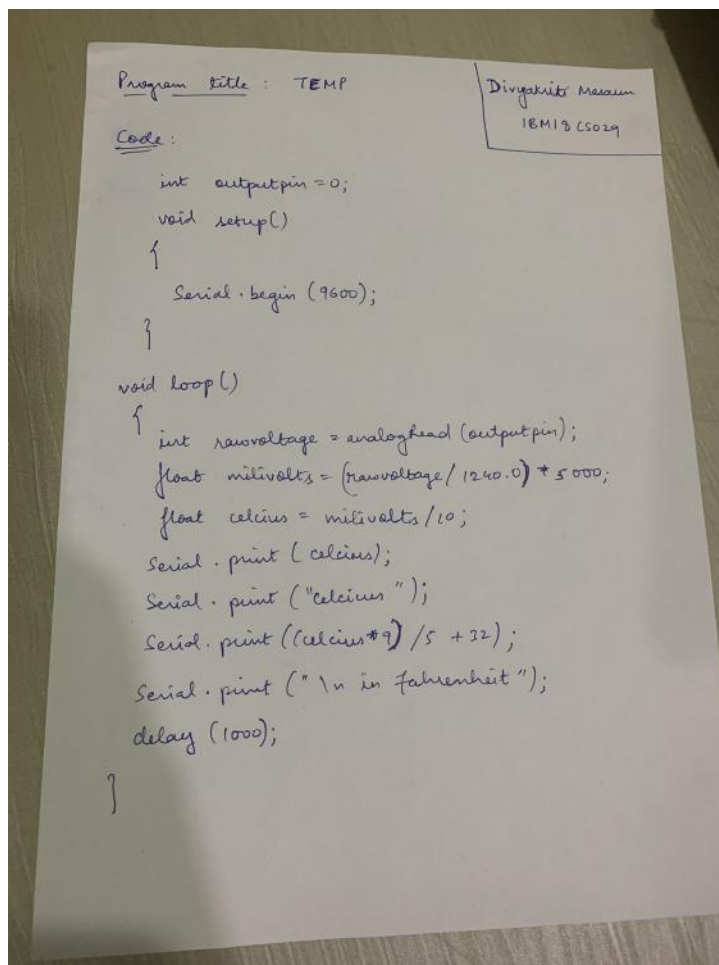 Program title : TEMP
Divyakriti
1BM18CS029
Code :
int outputpin = 0;
void setup()
{
Serial.begin (9600);
}
void loop()
{
int rawvoltage = analogRead (outputpin);
float milivolts = (rawvoltage / 1240.0) * 5000;
float celcius = milivolts /10;
Serial.print ( celcius);
Serial.print ("celcius ");
Serial.print ((celcius*9) /5 +32);
Serial.print (" \n in fahrenheit ");
delay (1000);
}